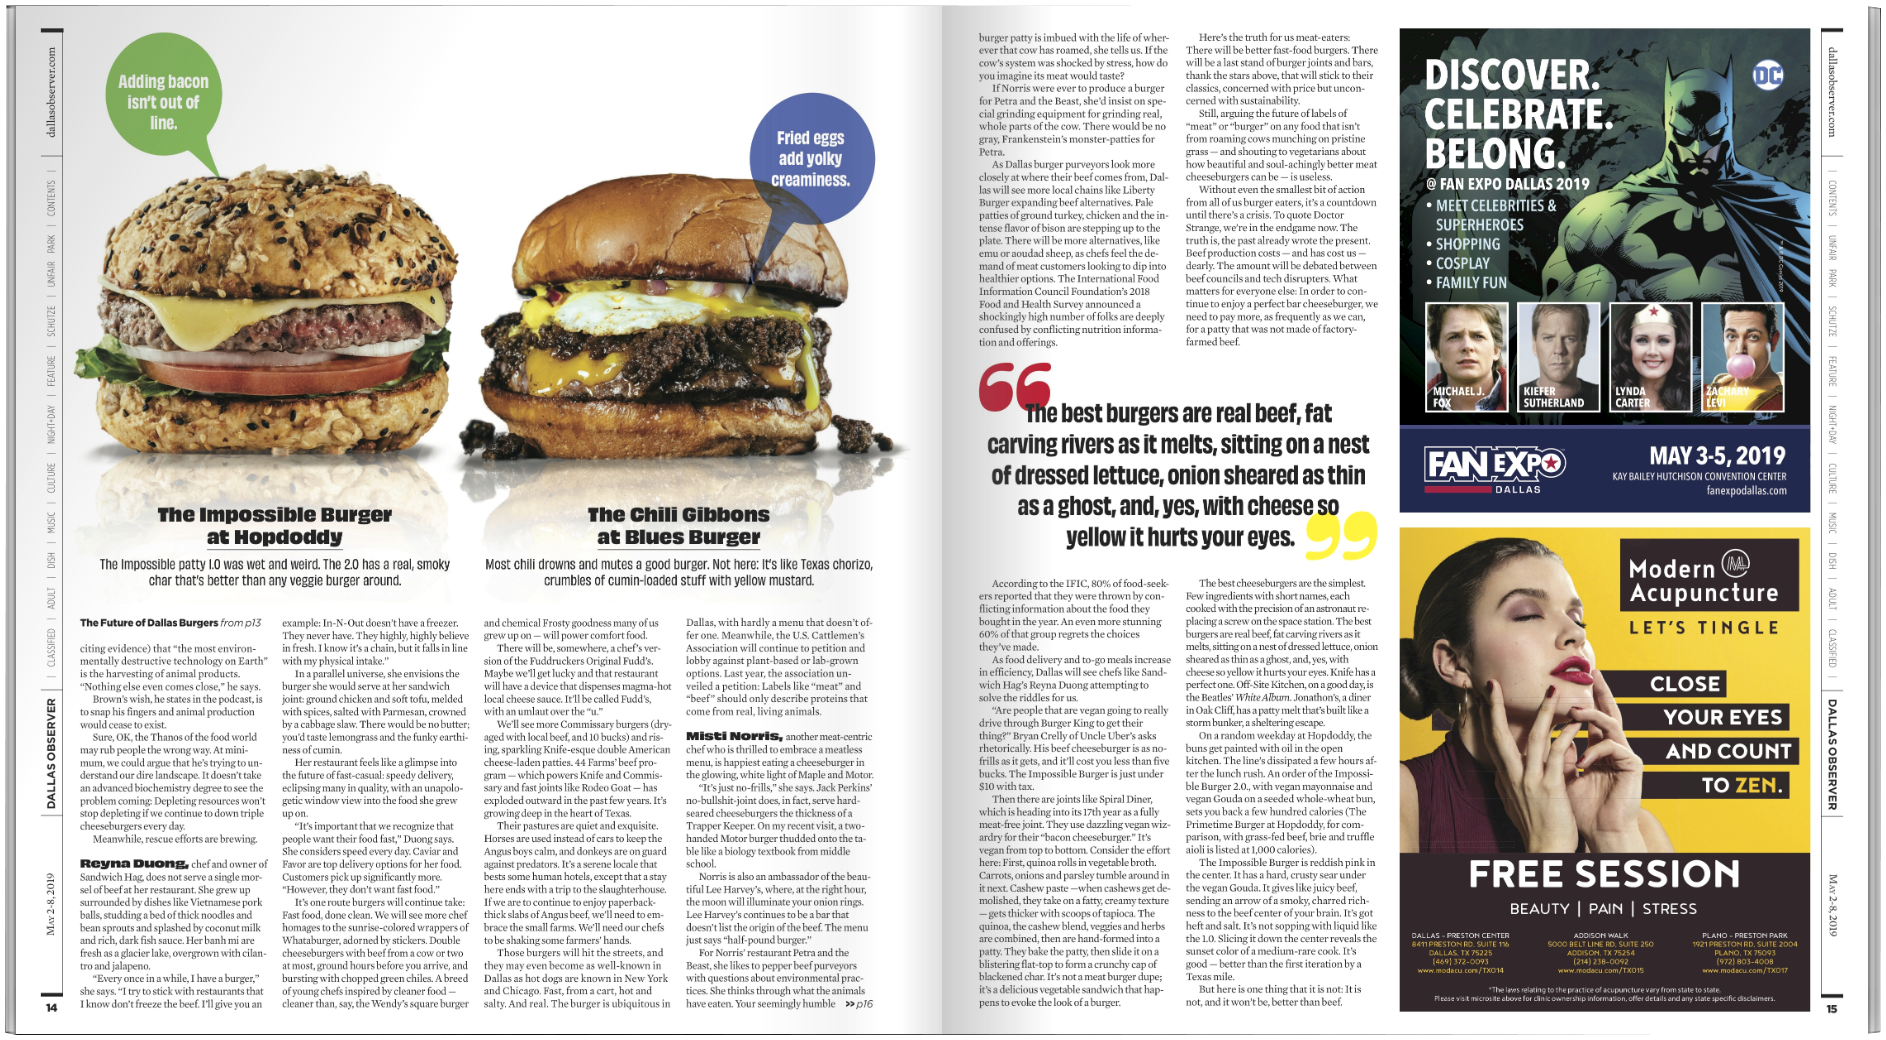 Adding bacon
isn't out of
line.
Fried eggs
add yolky
creaminess.
The Impossible Burger
at Hopdoddy
The Impossible patty 1.0 was wet and weird. The 2.0 has a real, smoky
char that's better than any veggie burger around.
The Chili Gibbons
at Blues Burger
Most chili drowns and mutes a good burger. Not here: It's like Texas chorizo,
crumbles of cumin-loaded stuff with yellow mustard.
The Future of Dallas Burgers from p13
citing evidence) that “the most environ-
mentally destructive technology on Earth”
is the harvesting of animal products.
“Nothing else even comes close,” he says.
Brown's wish, he states in the podcast, is
to snap his fingers and animal production
would cease to exist.
Sure, OK, the Thanos of the food world
may rub people the wrong way. At mini-
mum, we could argue that he's trying to un-
derstand our dire landscape. It doesn't take
an advanced biochemistry degree to see the
problem coming: Depleting resources won't
stop depleting if we continue to down triple
cheeseburgers every day.
Meanwhile, rescue efforts are brewing.
Reyna Duong, chef and owner of
Sandwich Hag, does not serve a single mor-
sel of beef at her restaurant. She grew up
surrounded by dishes like Vietnamese pork
balls, studding a bed of thick noodles and
bean sprouts and splashed by coconut milk
and rich, dark fish sauce. Her banh mi are
fresh as a glacier lake, overgrown with cilan-
tro and jalapeno.
“Every once in a while, I have a burger,”
she says. “I try to stick with restaurants that
I know don't freeze the beef. I'll give you an
example: In-N-Out doesn't have a freezer.
They never have. They highly, highly believe
in fresh. I know it's a chain, but it falls in line
with my physical intake.”
In a parallel universe, she envisions the
burger she would serve at her sandwich
joint: ground chicken and soft tofu, melded
with spices, salted with Parmesan, crowned
by a cabbage slaw. There would be no butter;
you'd taste lemongrass and the funky earthi-
ness of cumin.
Her restaurant feels like a glimpse into
the future of fast-casual: speedy delivery,
eclipsing many in quality, with an unapolo-
getic window view into the food she grew
up on.
“It's important that we recognize that
people want their food fast,” Duong says.
She considers speed every day. Caviar and
Favor are top delivery options for her food.
Customers pick up significantly more.
“However, they don't want fast food.”
It's one route burgers will continue take:
Fast food, done clean. We will see more chef
homages to the sunrise-colored wrappers of
Whataburger, adorned by stickers. Double
cheeseburgers with beef from a cow or two
at most, ground hours before you arrive, and
bursting with chopped green chiles. A breed
of young chefs inspired by cleaner food —
cleaner than, say, the Wendy's square burger
and chemical Frosty goodness many of us
grew up on — will power comfort food.
There will be, somewhere, a chef's ver-
sion of the Fuddruckers Original Fudd's.
Maybe we'll get lucky and that restaurant
will have a device that dispenses magma-hot
local cheese sauce. It'll be called Fudd's,
with an umlaut over the “u.”
We'll see more Commissary burgers (dry-
aged with local beef, and 10 bucks) and ris-
ing, sparkling Knife-esque double American
cheese-laden patties. 44 Farms' beef pro-
gram — which powers Knife and Commis-
sary and fast joints like Rodeo Goat — has
exploded outward in the past few years. It's
growing deep in the heart of Texas.
Their pastures are quiet and exquisite.
Horses are used instead of cars to keep the
Angus boys calm, and donkeys are on guard
against predators. It's a serene locale that
bests some human hotels, except that a stay
here ends with a trip to the slaughterhouse.
If we are to continue to enjoy paperback-
thick slabs of Angus beef, we'll need to em-
brace the small farms. We'll need our chefs
to be shaking some farmers' hands.
Those burgers will hit the streets, and
they may even become as well-known in
Dallas as hot dogs are known in New York
and Chicago. Fast, from a cart, hot and
salty. And real. The burger is ubiquitous in
Dallas, with hardly a menu that doesn't of-
fer one. Meanwhile, the U.S. Cattlemen's
Association will continue to petition and
lobby against plant-based or lab-grown
options. Last year, the association un-
veiled a petition: Labels like “meat” and
“beef” should only describe proteins that
come from real, living animals.
Misti Norris, another meat-centric
chef who is thrilled to embrace a meatless
menu, is happiest eating a cheeseburger in
the glowing, white light of Maple and Motor.
“It's just no-frills,” she says. Jack Perkins'
no-bullshit-joint does, in fact, serve hard-
seared cheeseburgers the thickness of a
Trapper Keeper. On my recent visit, a two-
handed Motor burger thudded onto the ta-
ble like a biology textbook from middle
school.
Norris is also an ambassador of the beau-
tiful Lee Harvey's, where, at the right hour,
the moon will illuminate your onion rings.
Lee Harvey's continues to be a bar that
doesn't list the origin of the beef. The menu
just says “half-pound burger.”
For Norris' restaurant Petra and the
Beast, she likes to pepper beef purveyors
with questions about environmental prac-
tices. She thinks through what the animals
have eaten. Your seemingly humble >> p16
dallasobserver.com
| CLASSIFIED | ADULT | DISH | MUSIC | CULTURE | NIGHT+DAY | FEATURE | SCHUTZE | UNFAIR PARK | CONTENTS |
DALLAS OBSERVER
May 2-8, 2019
14
burger patty is imbued with the life of wher-
ever that cow has roamed, she tells us. If the
cow's system was shocked by stress, how do
you imagine its meat would taste?
If Norris were ever to produce a burger
for Petra and the Beast, she'd insist on spe-
cial grinding equipment for grinding real,
whole parts of the cow. There would be no
gray, Frankenstein's monster-patties for
Petra.
As Dallas burger purveyors look more
closely at where their beef comes from, Dal-
las will see more local chains like Liberty
Burger expanding beef alternatives. Pale
patties of ground turkey, chicken and the in-
tense flavor of bison are stepping up to the
plate. There will be more alternatives, like
emu or aoudad sheep, as chefs feel the de-
mand of meat customers looking to dip into
healthier options. The International Food
Information Council Foundation's 2018
Food and Health Survey announced a
shockingly high number of folks are deeply
confused by conflicting nutrition informa-
tion and offerings.
Here's the truth for us meat-eaters:
There will be better fast-food burgers. There
will be a last stand of burger joints and bars,
thank the stars above, that will stick to their
classics, concerned with price but uncon-
cerned with sustainability.
Still, arguing the future of labels of
“meat” or “burger” on any food that isn't
from roaming cows munching on pristine
grass — and shouting to vegetarians about
how beautiful and soul-achingly better meat
cheeseburgers can be — is useless.
Without even the smallest bit of action
from all of us burger eaters, it's a countdown
until there's a crisis. To quote Doctor
Strange, we're in the endgame now. The
truth is, the past already wrote the present.
Beef production costs — and has cost us —
dearly. The amount will be debated between
beef councils and tech disrupters. What
matters for everyone else: In order to con-
tinue to enjoy a perfect bar cheeseburger, we
need to pay more, as frequently as we can,
for a patty that was not made of factory-
farmed beef.
“The best burgers are real beef, fat
carving rivers as it melts, sitting on a nest
of dressed lettuce, onion sheared as thin
as a ghost, and, yes, with cheese so
yellow it hurts your eyes.”
According to the IFIC, 80% of food-seek-
ers reported that they were thrown by con-
flicting information about the food they
bought in the year. An even more stunning
60% of that group regrets the choices
they've made.
As food delivery and to-go meals increase
in efficiency, Dallas will see chefs like Sand-
wich Hag's Reyna Duong attempting to
solve the riddles for us.
“Are people that are vegan going to really
drive through Burger King to get their
thing?” Bryan Crelly of Uncle Uber's asks
rhetorically. His beef cheeseburger is as no-
frills as it gets, and it'll cost you less than five
bucks. The Impossible Burger is just under
$10 with tax.
Then there are joints like Spiral Diner,
which is heading into its 17th year as a fully
meat-free joint. They use dazzling vegan wiz-
ardry for their “bacon cheeseburger.” It's
vegan from top to bottom. Consider the effort
here: First, quinoa rolls in vegetable broth.
Carrots, onions and parsley tumble around in
it next. Cashew paste —when cashews get de-
molished, they take on a fatty, creamy texture
— gets thicker with scoops of tapioca. The
quinoa, the cashew blend, veggies and herbs
are combined, then are hand-formed into a
patty. They bake the patty, then slide it on a
blistering flat-top to form a crunchy cap of
blackened char. It's not a meat burger dupe;
it's a delicious vegetable sandwich that hap-
pens to evoke the look of a burger.
The best cheeseburgers are the simplest.
Few ingredients with short names, each
cooked with the precision of an astronaut re-
placing a screw on the space station. The best
burgers are real beef, fat carving rivers as it
melts, sitting on a nest of dressed lettuce, onion
sheared as thin as a ghost, and, yes, with
cheese so yellow it hurts your eyes. Knife has a
perfect one. Off-Site Kitchen, on a good day, is
the Beatles' White Album. Jonathon's, a diner
in Oak Cliff, has a patty melt that's built like a
storm bunker, a sheltering escape.
On a random weekday at Hopdoddy, the
buns get painted with oil in the open
kitchen. The line's dissipated a few hours af-
ter the lunch rush. An order of the Impossi-
ble Burger 2.0., with vegan mayonnaise and
vegan Gouda on a seeded whole-wheat bun,
sets you back a few hundred calories (The
Primetime Burger at Hopdoddy, for com-
parison, with grass-fed beef, brie and truffle
aioli is listed at 1,000 calories).
The Impossible Burger is reddish pink in
the center. It has a hard, crusty sear under
the vegan Gouda. It gives like juicy beef,
sending an arrow of a smoky, charred rich-
ness to the beef center of your brain. It's got
heft and salt. It's not sopping with liquid like
the 1.0. Slicing it down the center reveals the
sunset color of a medium-rare cook. It's
good — better than the first iteration by a
Texas mile.
But here is one thing that it is not: It is
not, and it won't be, better than beef.
DISCOVER.
CELEBRATE.
BELONG.
@ FAN EXPO DALLAS 2019
• MEET CELEBRITIES &
SUPERHEROES
• SHOPPING
• COSPLAY
• FAMILY FUN
DC
MICHAEL J.
FOX
KIEFER
SUTHERLAND
LYNDA
CARTER
ZACHARY
LEVI
FAN EXPO
DALLAS
MAY 3-5, 2019
KAY BAILEY HUTCHISON CONVENTION CENTER
fanexpodallas.com
Modern
Acupuncture
LET'S TINGLE
CLOSE
YOUR EYES
AND COUNT
TO ZEN.
FREE SESSION
BEAUTY | PAIN | STRESS
DALLAS - PRESTON CENTER
8411 PRESTON RD. SUITE 116
DALLAS, TX 75225
(469) 372-0093
www.modacu.com/TX014
ADDISON WALK
5000 BELT LINE RD, SUITE 250
ADDISON, TX 75254
(214) 238-0092
www.modacu.com/TX015
PLANO - PRESTON PARK
1921 PRESTON RD, SUITE 2004
PLANO, TX 75093
(972) 803-4008
www.modacu.com/TX017
*The laws relating to the practice of acupuncture vary from state to state.
Please visit microsite above for clinic ownership information, offer details and any state specific disclaimers.
dallasobserver.com
| CONTENTS | UNFAIR PARK | SCHUTZE | FEATURE | NIGHT+DAY | CULTURE | MUSIC | DISH | ADULT | CLASSIFIED |
DALLAS OBSERVER
May 2-8, 2019
15